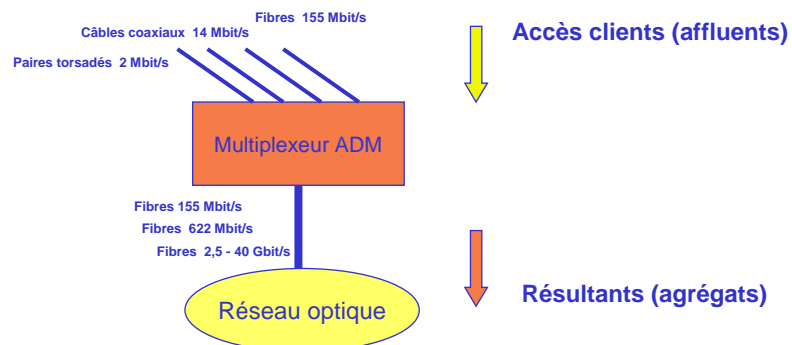 Fibres 155 Mbit/s
Câbles coaxiaux 14 Mbit/s
Paires torsadés 2 Mbit/s
Accès clients (affluents)
Multiplexeur ADM
Fibres 155 Mbit/s
Fibres 622 Mbit/s
Fibres 2,5 - 40 Gbit/s
Résultants (agrégats)
Réseau optique